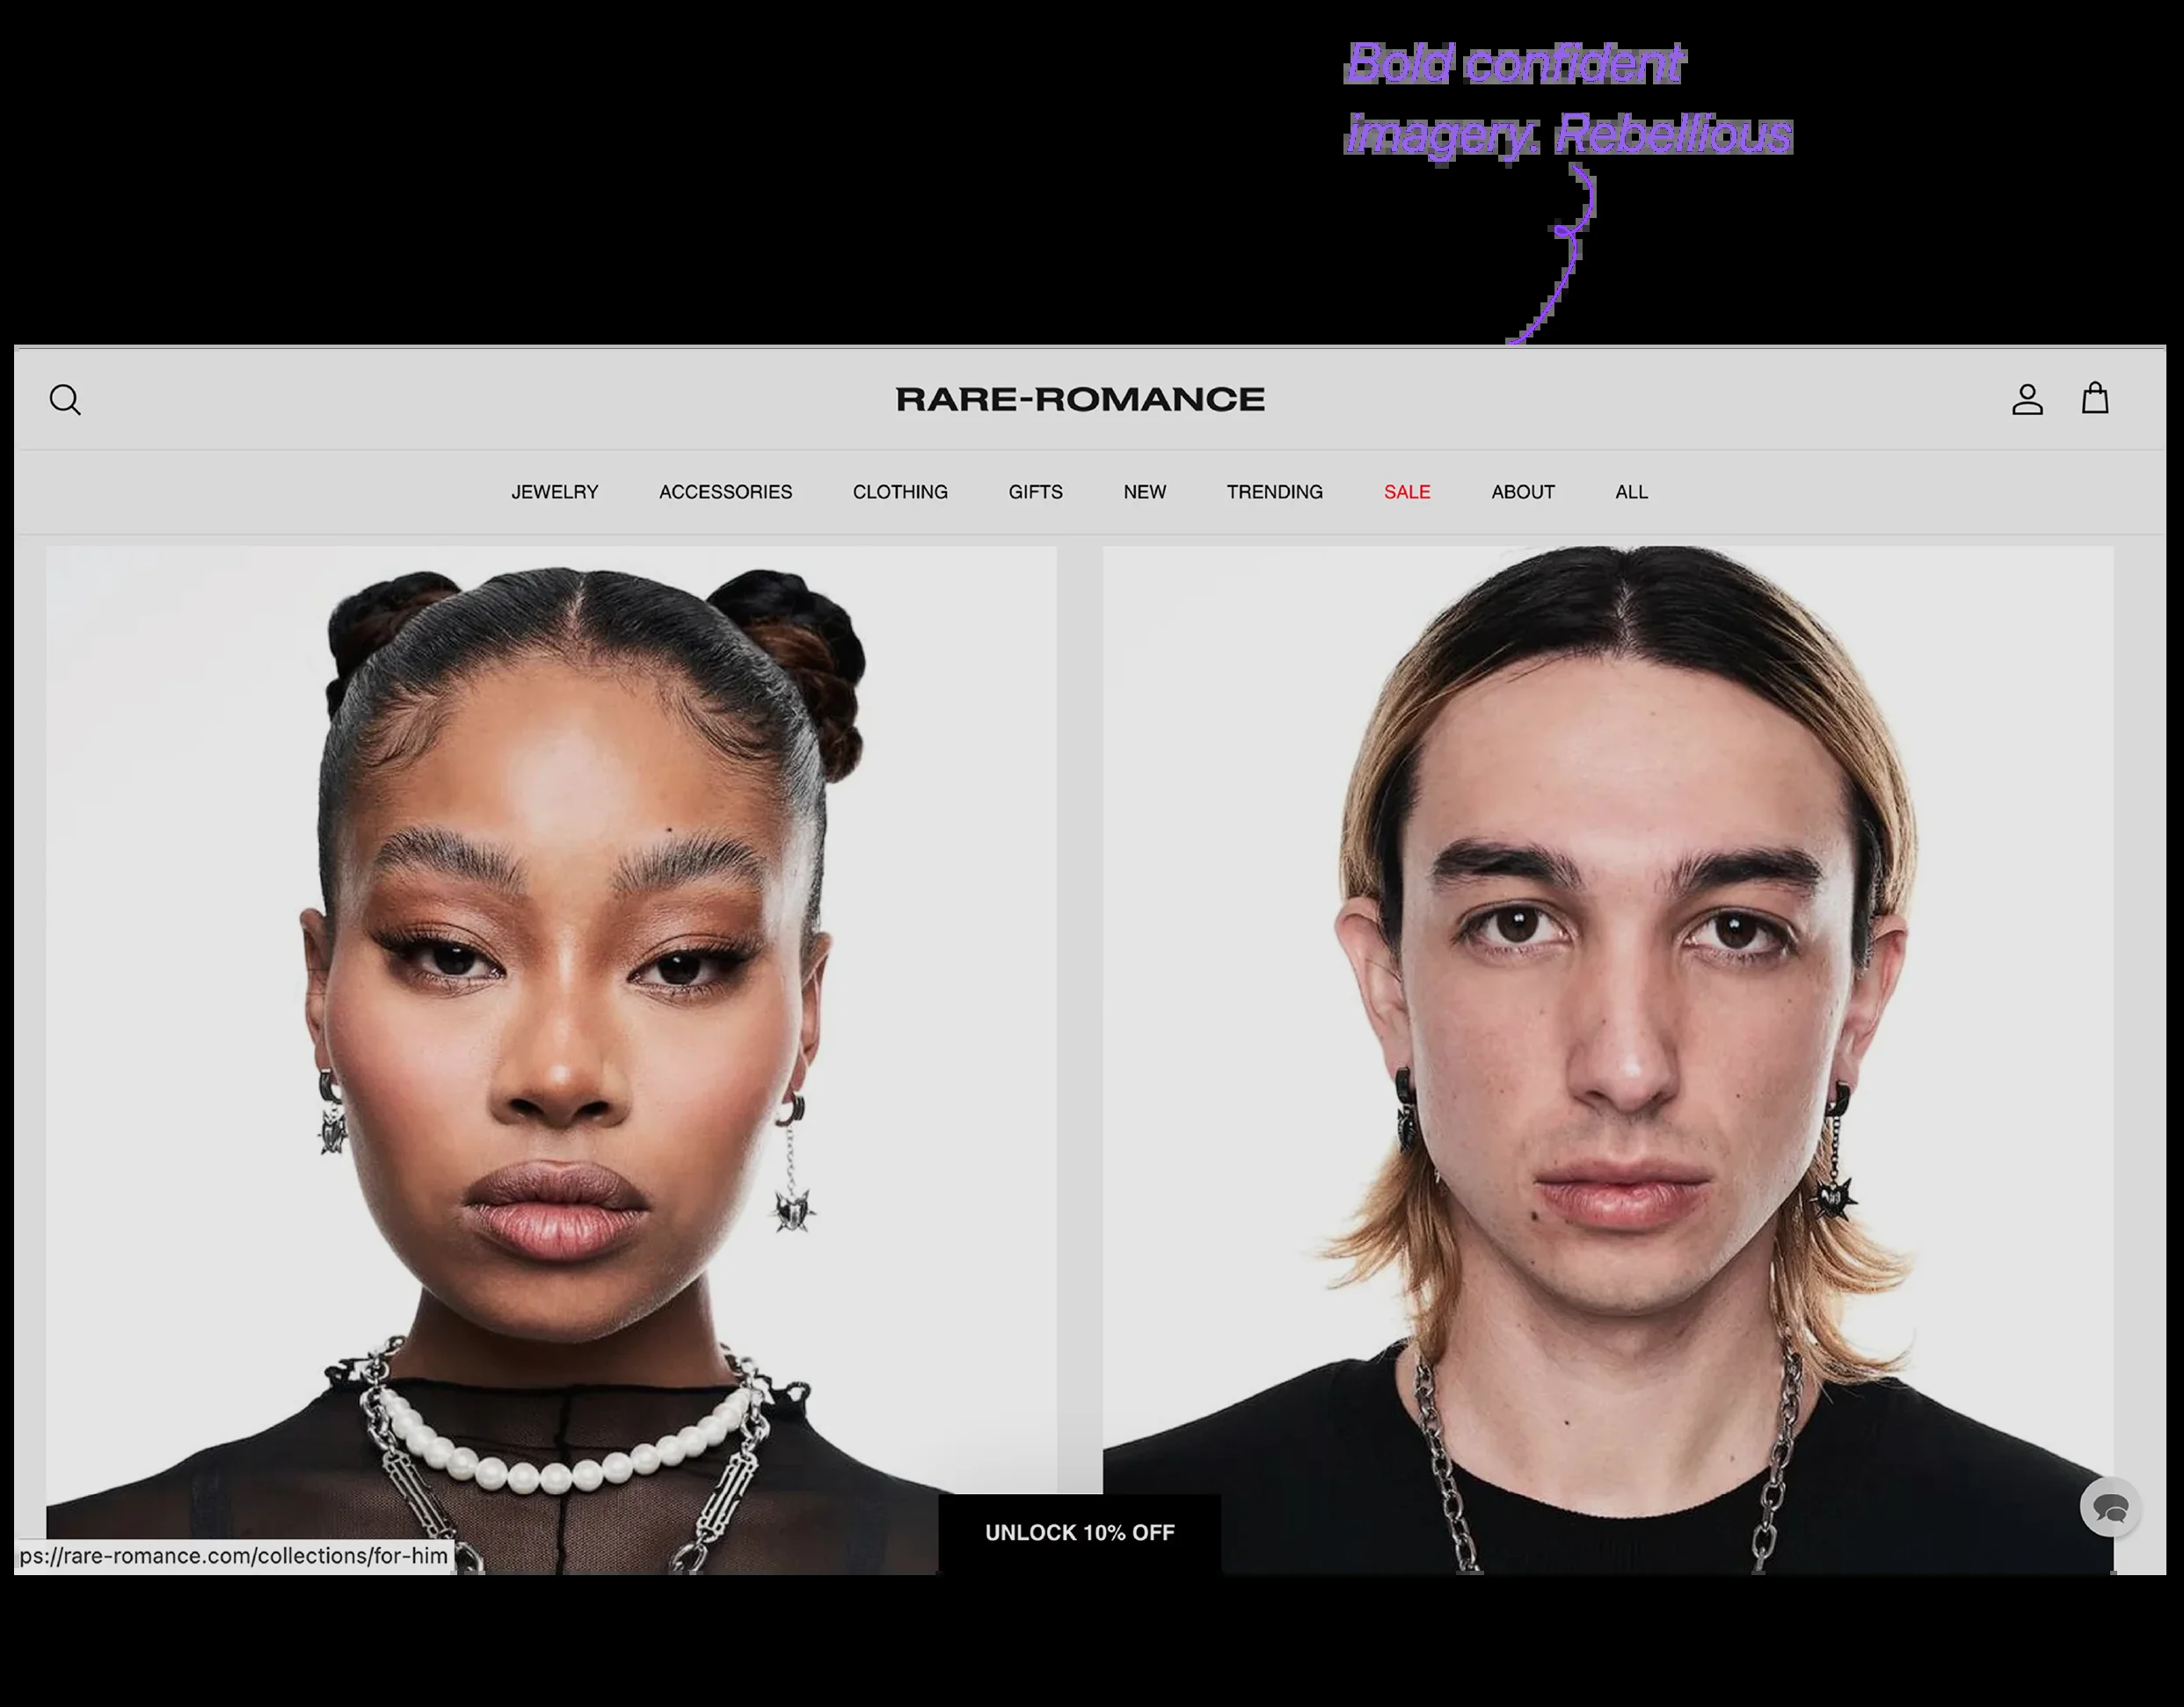 Bold confident
imagery. Rebellious
RARE-ROMANCE
JEWELRY ACCESSORIES CLOTHING GIFTS NEW TRENDING SALE ABOUT ALL
UNLOCK 10% OFF
ps://rare-romance.com/collections/for-him